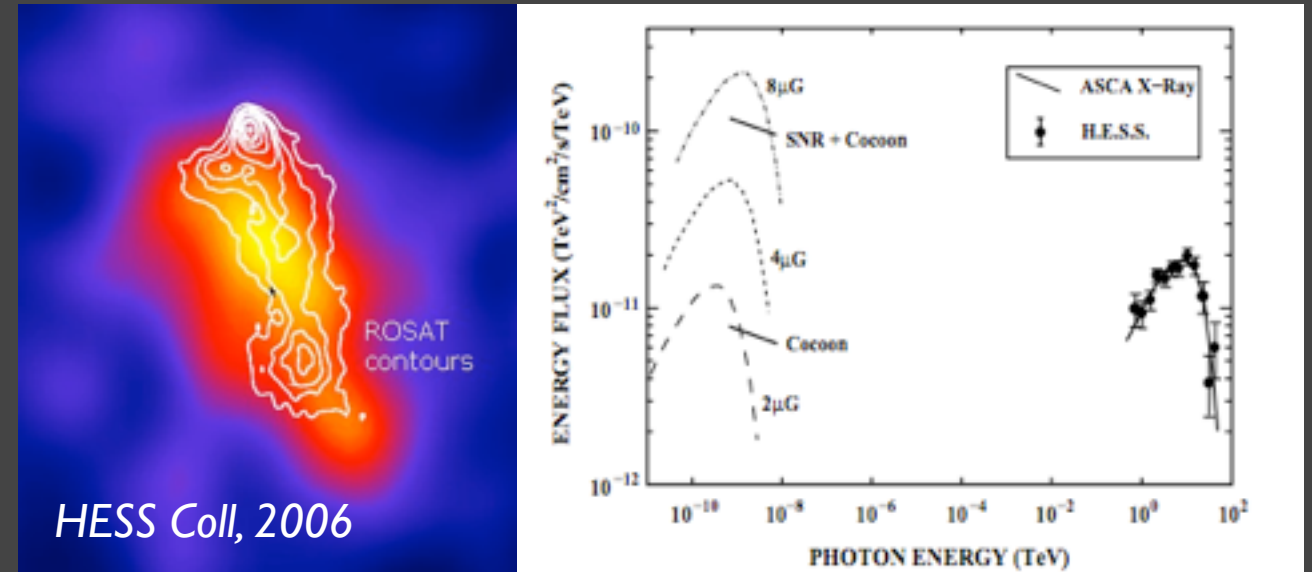 ROSAT
contours
HESS Coll, 2006
ENERGY FLUX (TeV²/cm²/s/TeV)
10⁻¹⁰
10⁻¹¹
10⁻¹²
8μG
SNR + Cocoon
4μG
Cocoon
2μG
ASCA X-Ray
H.E.S.S.
10⁻¹⁰ 10⁻⁸ 10⁻⁶ 10⁻⁴ 10⁻² 10⁰ 10²
PHOTON ENERGY (TeV)